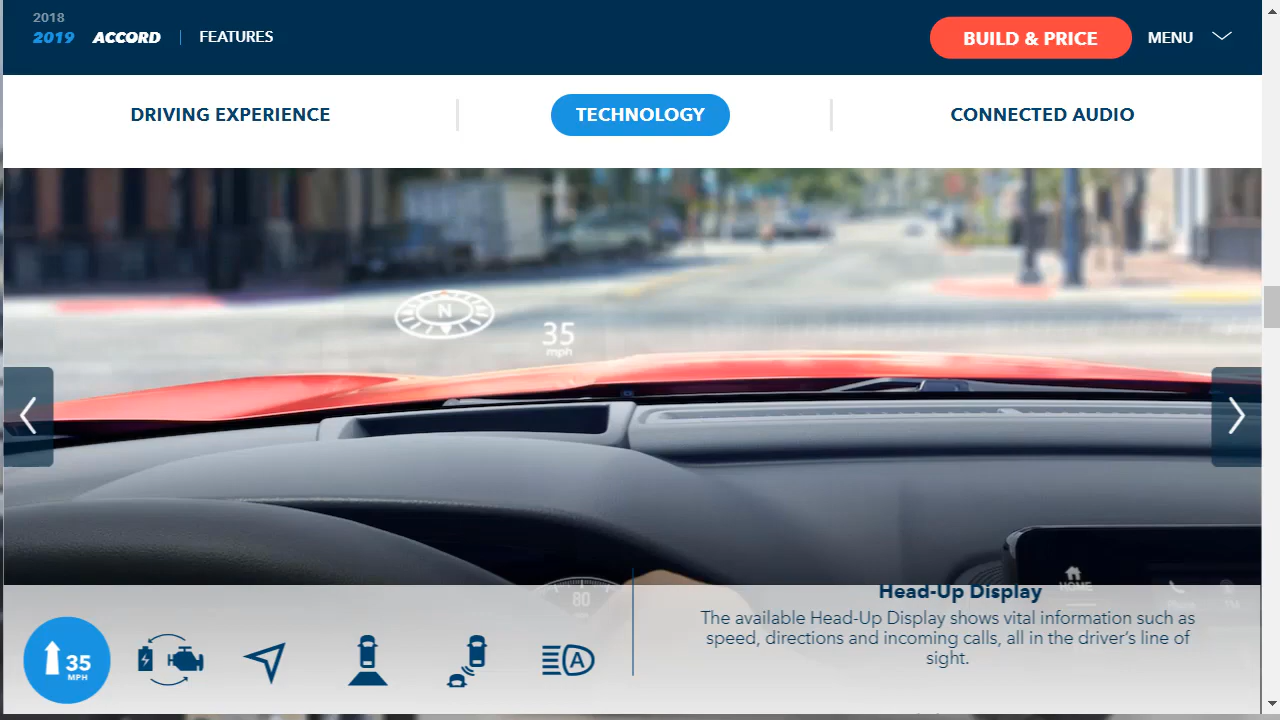 2018
2019 ACCORD | FEATURES
BUILD & PRICE
MENU
DRIVING EXPERIENCE
TECHNOLOGY
CONNECTED AUDIO
N
35
mph
80
HOME
Head-Up Display
The available Head-Up Display shows vital information such as
speed, directions and incoming calls, all in the driver's line of
sight.
35
MPH
A